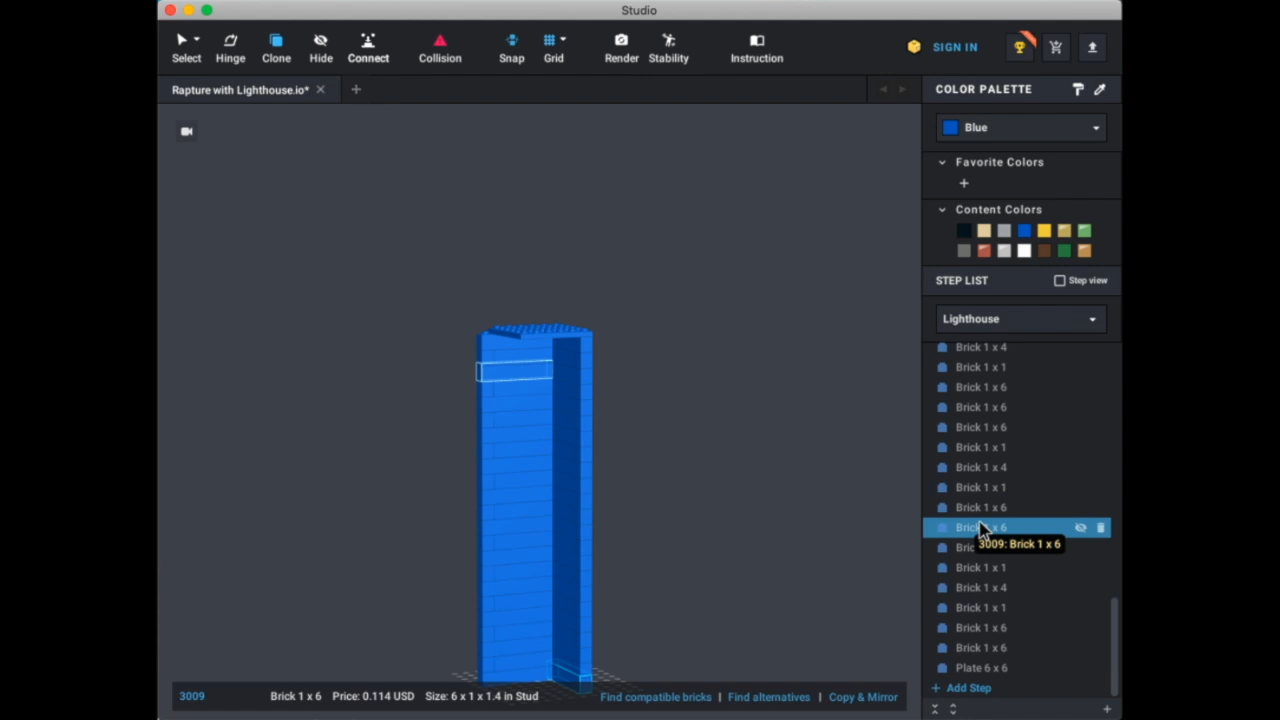 Studio
Select Hinge Clone Hide Connect Collision Snap Grid Render Stability Instruction SIGN IN
Rapture with Lighthouse.io*
COLOR PALETTE
Blue
Favorite Colors
Content Colors
STEP LIST Step view
Lighthouse
Brick 1 x 4
Brick 1 x 1
Brick 1 x 6
Brick 1 x 6
Brick 1 x 6
Brick 1 x 1
Brick 1 x 4
Brick 1 x 1
Brick 1 x 6
Brick 1 x 6
3009: Brick 1 x 6
Brick 1 x 1
Brick 1 x 4
Brick 1 x 1
Brick 1 x 6
Brick 1 x 6
Plate 6 x 6
+ Add Step
3009 Brick 1 x 6 Price: 0.114 USD Size: 6 x 1 x 1.4 in Stud Find compatible bricks | Find alternatives | Copy & Mirror